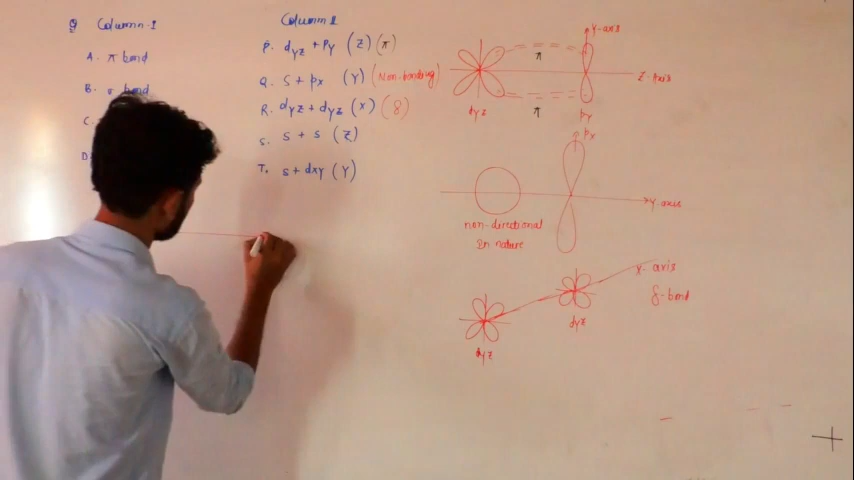 Q Column-I
A. π bond
B. σ bond
C.
D.
Column II
P. dyz + Py (Z) (π)
Q. S + px (Y) (Non-bonding)
R. dyz + dyz (X) (δ)
S. S + S (Z)
T. S + dxy (Y)
Y-axis
π
Z-axis
π
dyz
py
px
Y-axis
non-directional
In nature
X-axis
δ-bond
dyz
dyz